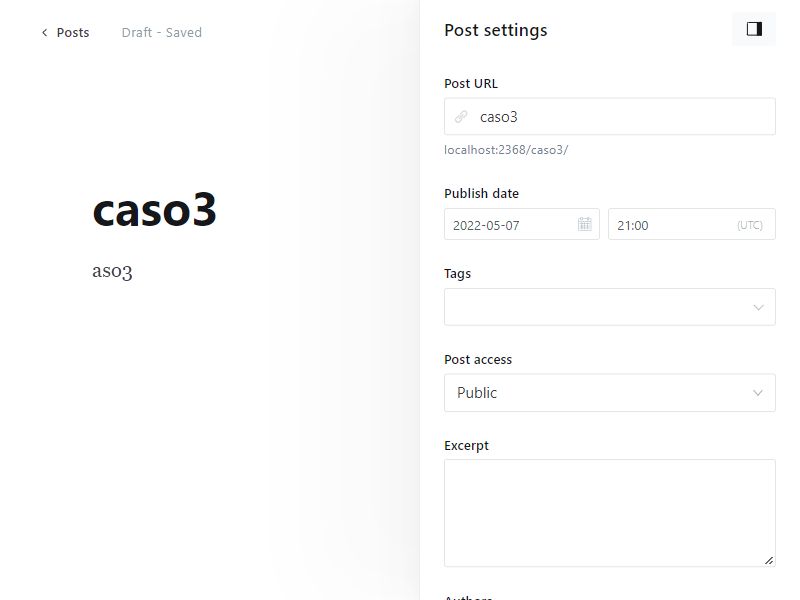 Posts
Draft - Saved
caso3
aso3
Post settings
Post URL
caso3
localhost:2368/caso3/
Publish date
2022-05-07
21:00
(UTC)
Tags
Post access
Public
Excerpt
Authors